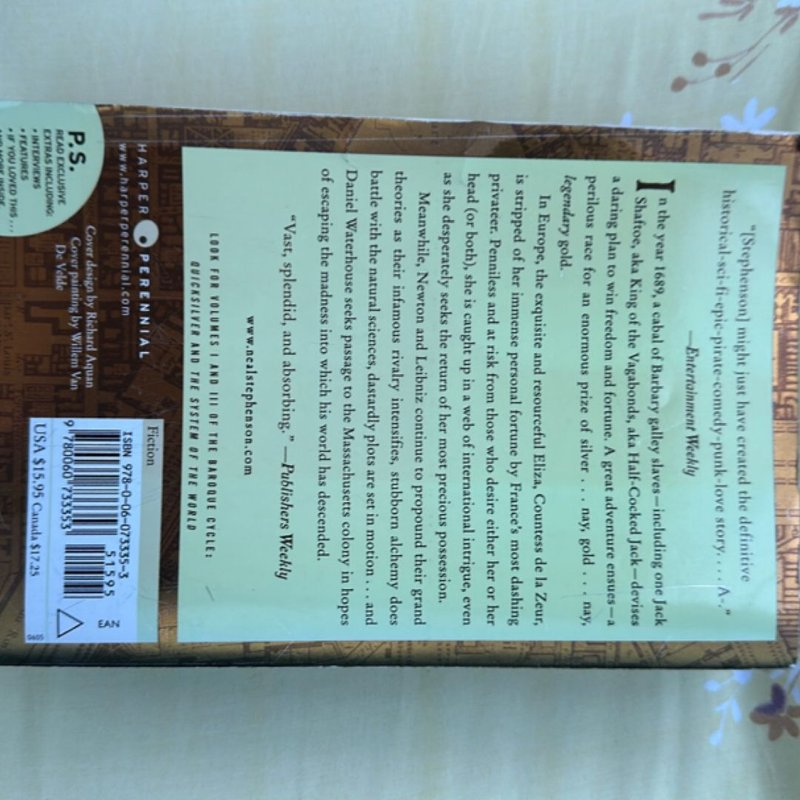 "[Stephenson] might just have created the definitive
historical-sci-fi-epic-pirate-comedy-punk-love story. . . . A-."
—Entertainment Weekly
In the year 1689, a cabal of Barbary galley slaves—including one Jack
Shaftoe, aka King of the Vagabonds, aka Half-Cocked Jack—devises
a daring plan to win freedom and fortune. A great adventure ensues—a
perilous race for an enormous prize of silver . . . nay, gold . . . nay,
legendary gold.
In Europe, the exquisite and resourceful Eliza, Countess de la Zeur,
is stripped of her immense personal fortune by France's most dashing
privateer. Penniless and at risk from those who desire either her or her
head (or both), she is caught up in a web of international intrigue, even
as she desperately seeks the return of her most precious possession.
Meanwhile, Newton and Leibniz continue to propound their grand
theories as their infamous rivalry intensifies, stubborn alchemy does
battle with the natural sciences, dastardly plots are set in motion . . . and
Daniel Waterhouse seeks passage to the Massachusetts colony in hopes
of escaping the madness into which his world has descended.
"Vast, splendid, and absorbing." —Publishers Weekly
www.nealstephenson.com
LOOK FOR VOLUMES I AND III OF THE BAROQUE CYCLE:
QUICKSILVER AND THE SYSTEM OF THE WORLD
HARPER PERENNIAL
www.harperperennial.com
Cover design by Richard Aquan
Cover painting by Willem Van
De Velde
P.S.
READ EXCLUSIVE
EXTRAS INCLUDING:
• INTERVIEWS
• FEATURES
• IF YOU LOVED THIS . . .
AND MORE INSIDE
Fiction
ISBN 978-0-06-073335-3
9 780060 733353
51595
EAN
USA $15.95 Canada $17.25
0605